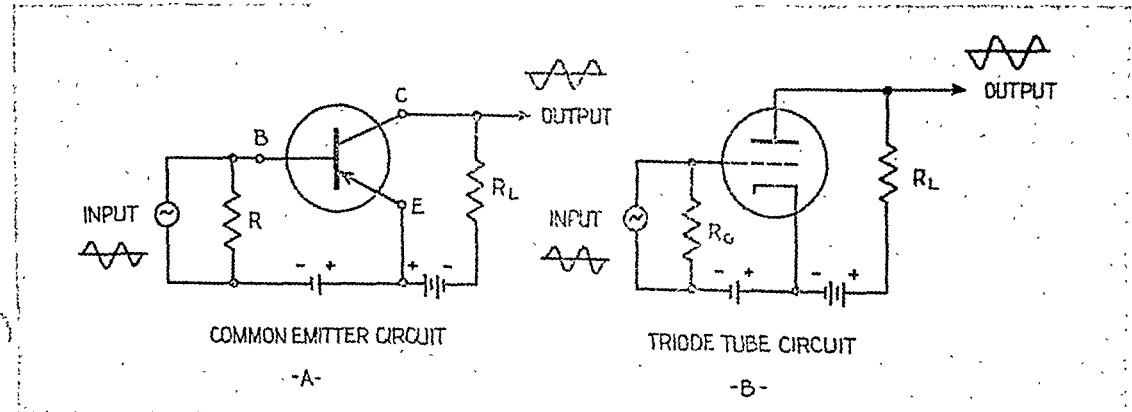 C
OUTPUT
B
INPUT
R
E
RL
- +
+ -
COMMON EMITTER CIRCUIT
-A-
OUTPUT
INPUT
RG
RL
- +
- +
TRIODE TUBE CIRCUIT
-B-